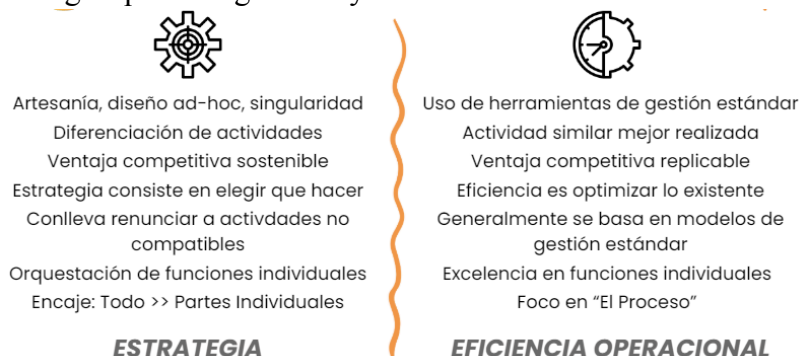 Artesanía, diseño ad-hoc, singularidad
Diferenciación de actividades
Ventaja competitiva sostenible
Estrategia consiste en elegir que hacer
Conlleva renunciar a activdades no
compatibles
Orquestación de funciones individuales
Encaje: Todo >> Partes Individuales
ESTRATEGIA
Uso de herramientas de gestión estándar
Actividad similar mejor realizada
Ventaja competitiva replicable
Eficiencia es optimizar lo existente
Generalmente se basa en modelos de
gestión estándar
Excelencia en funciones individuales
Foco en “El Proceso”
EFICIENCIA OPERACIONAL